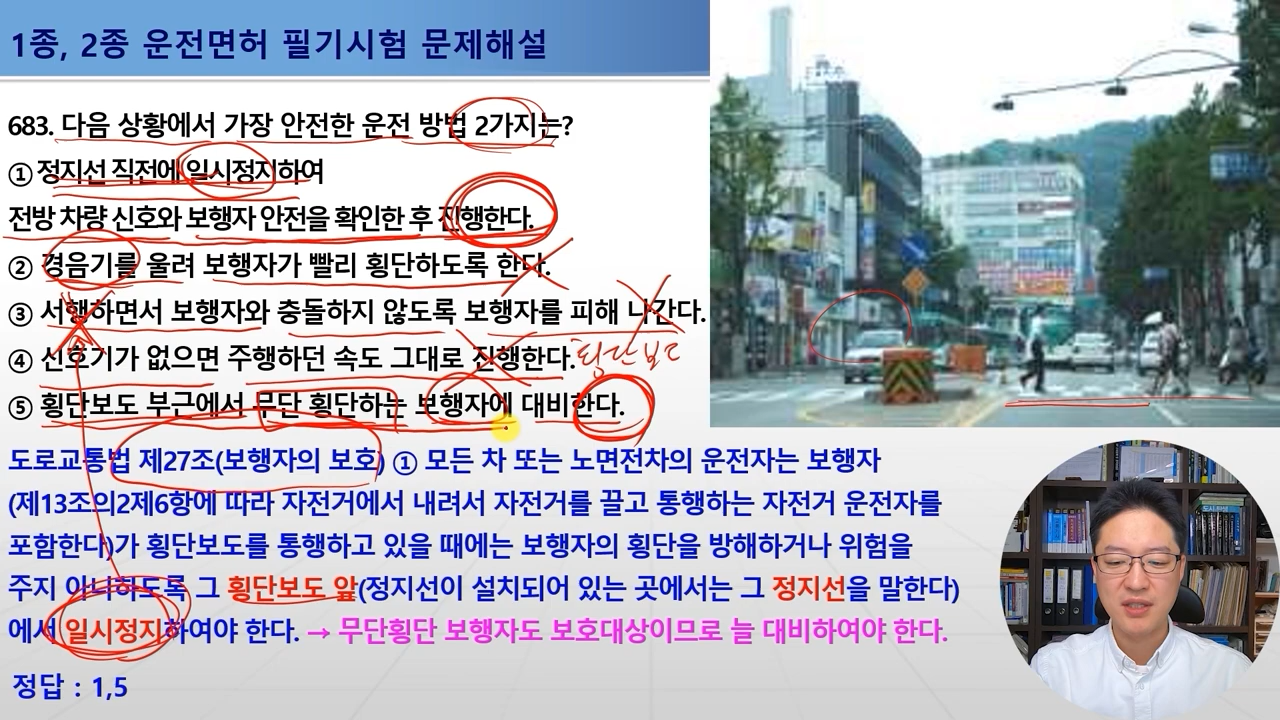 1종, 2종 운전면허 필기시험 문제해설
683. 다음 상황에서 가장 안전한 운전 방법 2가지는?
① 정지선 직전에 일시정지하여
전방 차량 신호와 보행자 안전을 확인한 후 진행한다.
② 경음기를 울려 보행자가 빨리 횡단하도록 한다.
③ 서행하면서 보행자와 충돌하지 않도록 보행자를 피해 나간다.
④ 신호기가 없으면 주행하던 속도 그대로 진행한다.
횡단보도
⑤ 횡단보도 부근에서 무단 횡단하는 보행자에 대비한다.
도로교통법 제27조(보행자의 보호) ① 모든 차 또는 노면전차의 운전자는 보행자
(제13조의2제6항에 따라 자전거에서 내려서 자전거를 끌고 통행하는 자전거 운전자를
포함한다)가 횡단보도를 통행하고 있을 때에는 보행자의 횡단을 방해하거나 위험을
주지 아니하도록 그 횡단보도 앞(정지선이 설치되어 있는 곳에서는 그 정지선을 말한다)
에서 일시정지하여야 한다. → 무단횡단 보행자도 보호대상이므로 늘 대비하여야 한다.
정답 : 1,5